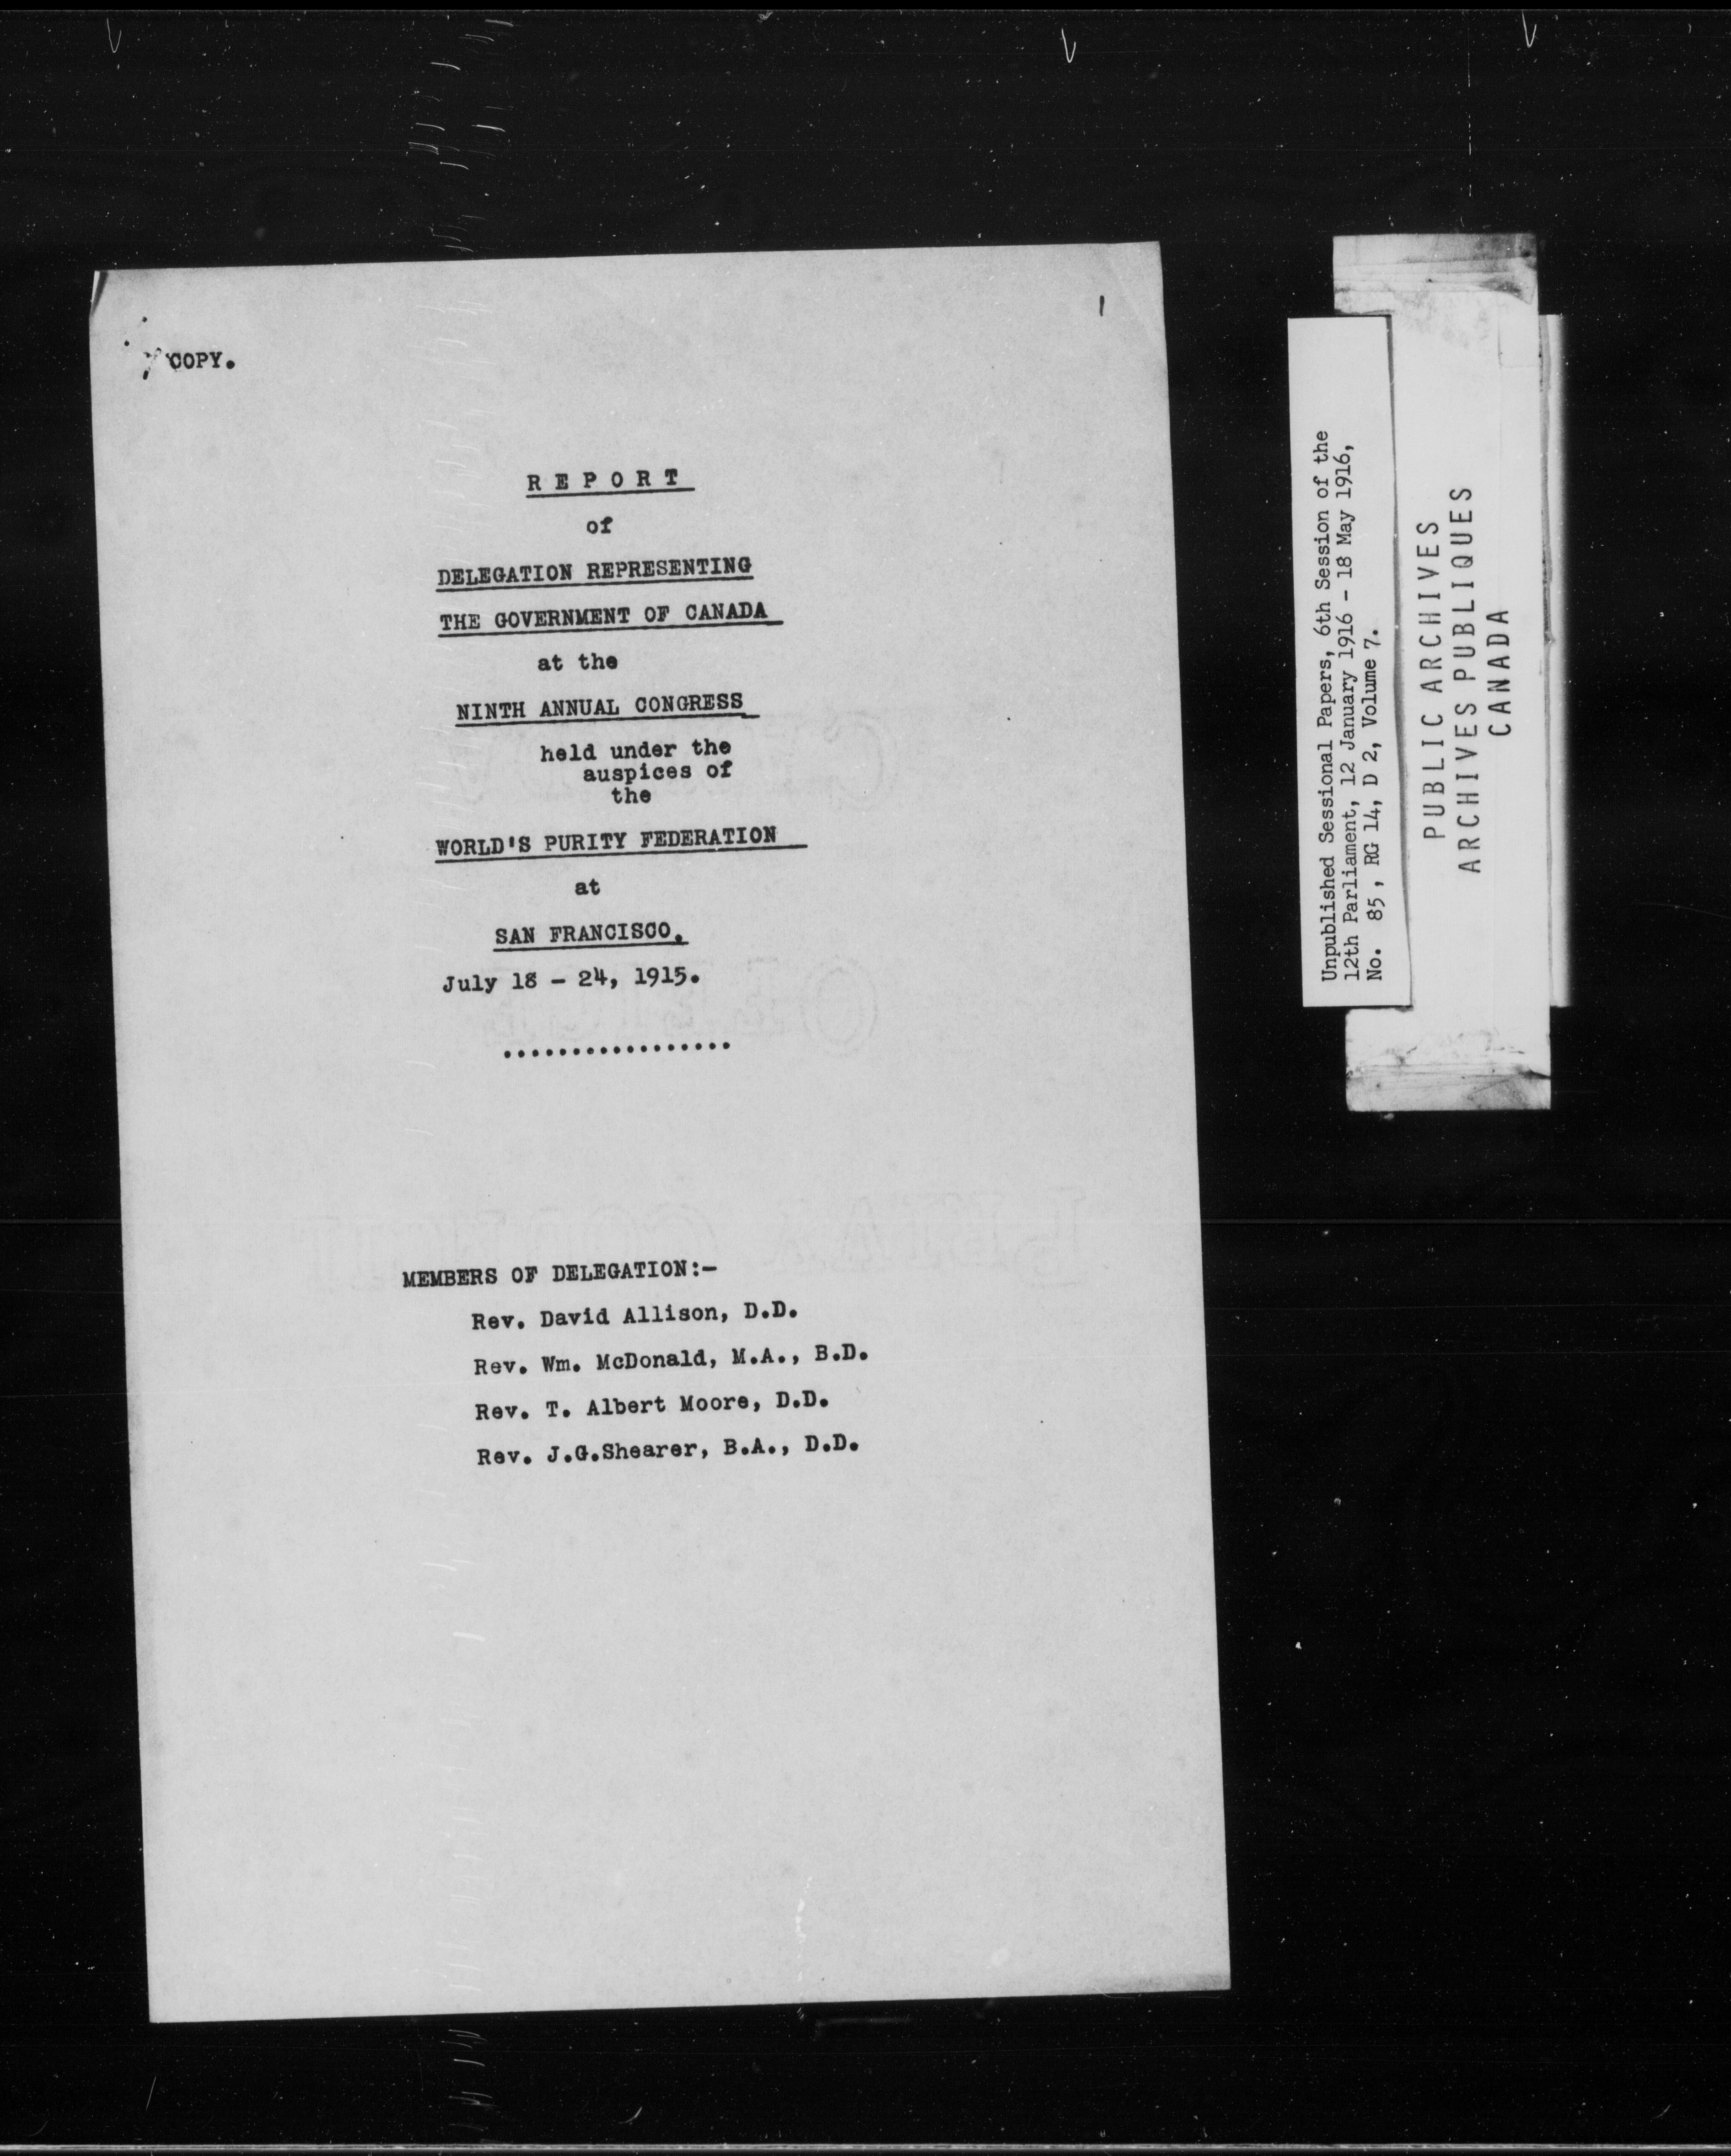 1
COPY.
REPORT
of
DELEGATION REPRESENTING
THE GOVERNMENT OF CANADA
at the
NINTH ANNUAL CONGRESS
held under the
auspices of
the
WORLD'S PURITY FEDERATION
at
SAN FRANCISCO.
July 18 - 24, 1915.
.................
MEMBERS OF DELEGATION:-
Rev. David Allison, D.D.
Rev. Wm. McDonald, M.A., B.D.
Rev. T. Albert Moore, D.D.
Rev. J.G.Shearer, B.A., D.D.
Unpublished Sessional Papers, 6th Session of the
12th Parliament, 12 January 1916 - 18 May 1916,
No. 85, RG 14, D 2, Volume 7.
PUBLIC ARCHIVES
ARCHIVES PUBLIQUES
CANADA